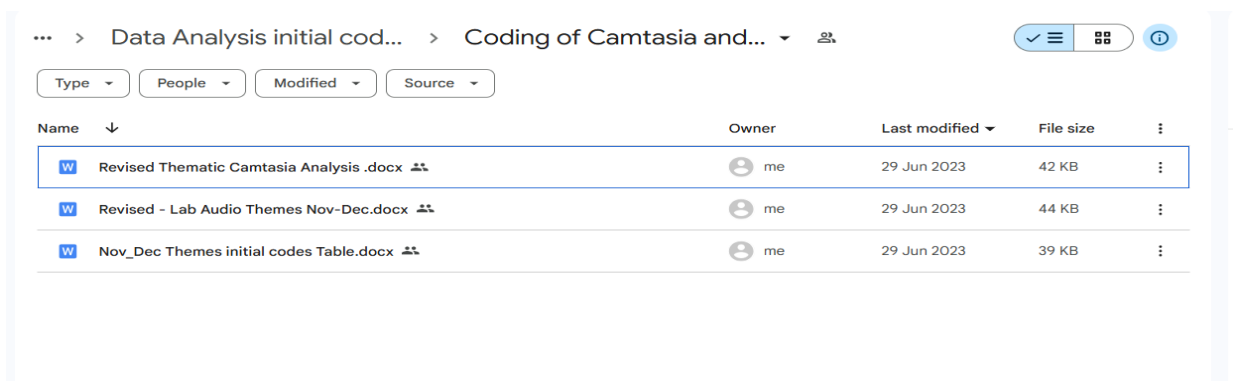 ... > Data Analysis initial cod... > Coding of Camtasia and...
Type People Modified Source
Name Owner Last modified File size
W Revised Thematic Camtasia Analysis .docx me 29 Jun 2023 42 KB
W Revised - Lab Audio Themes Nov-Dec.docx me 29 Jun 2023 44 KB
W Nov_Dec Themes initial codes Table.docx me 29 Jun 2023 39 KB